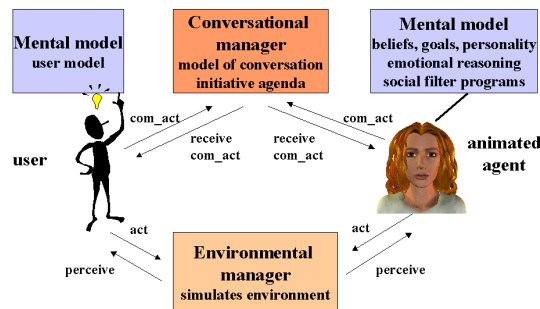 Mental model
user model
Conversational
manager
model of conversation
initiative agenda
Mental model
beliefs, goals, personality
emotional reasoning
social filter programs
com_act
receive
com_act
receive
com_act
com_act
user
animated
agent
act
perceive
Environmental
manager
simulates environment
act
perceive